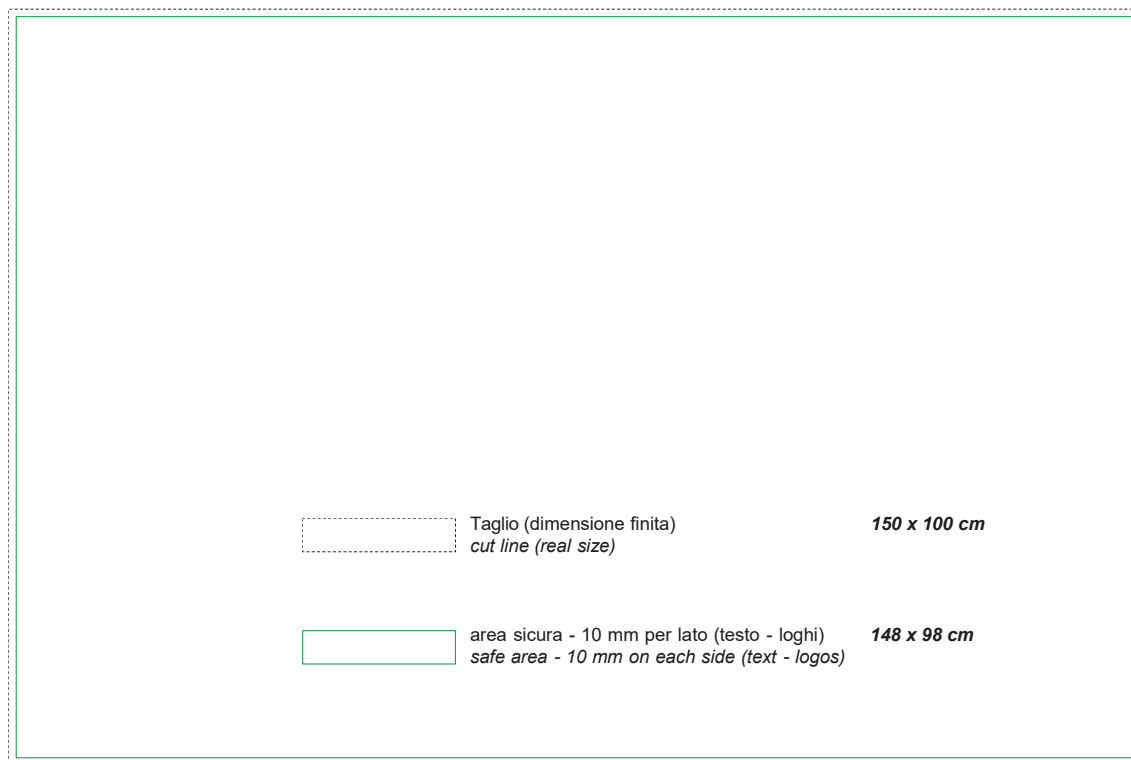 Taglio (dimensione finita) 150 x 100 cm
cut line (real size)
area sicura - 10 mm per lato (testo - loghi) 148 x 98 cm
safe area - 10 mm on each side (text - logos)